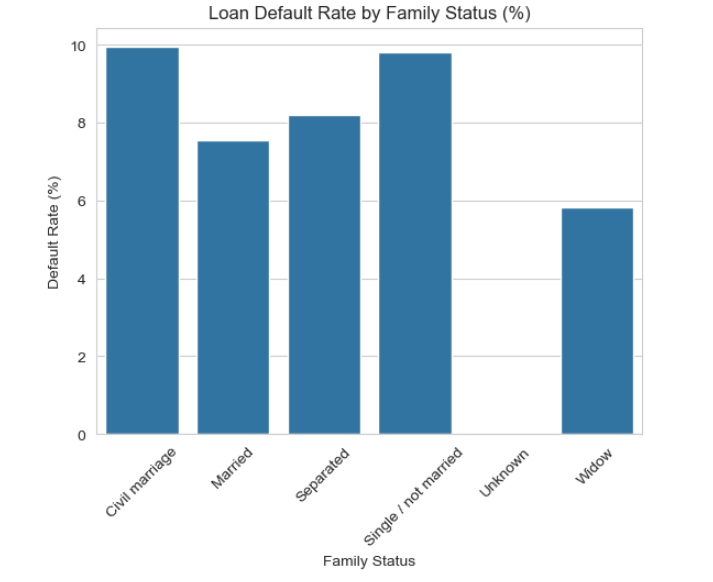 Loan Default Rate by Family Status (%)
Default Rate (%)
10
8
6
4
2
0
Civil marriage
Married
Separated
Single / not married
Unknown
Widow
Family Status